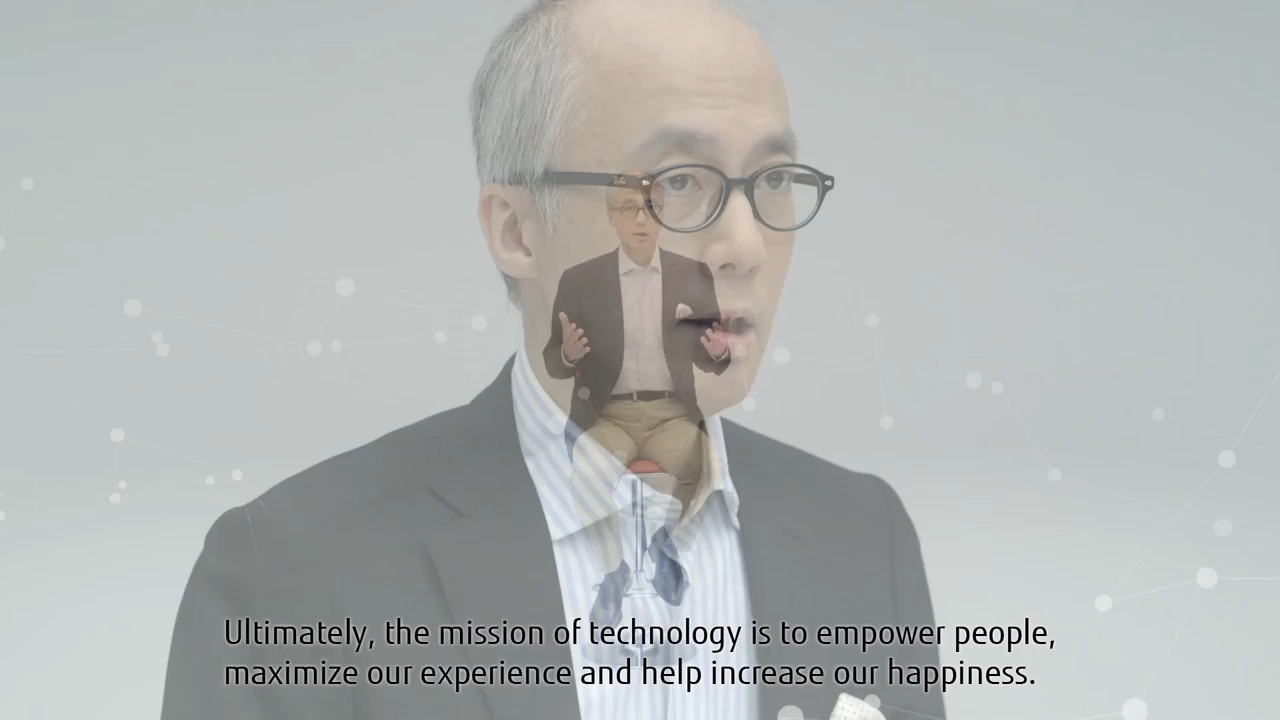 Ultimately, the mission of technology is to empower people,
maximize our experience and help increase our happiness.